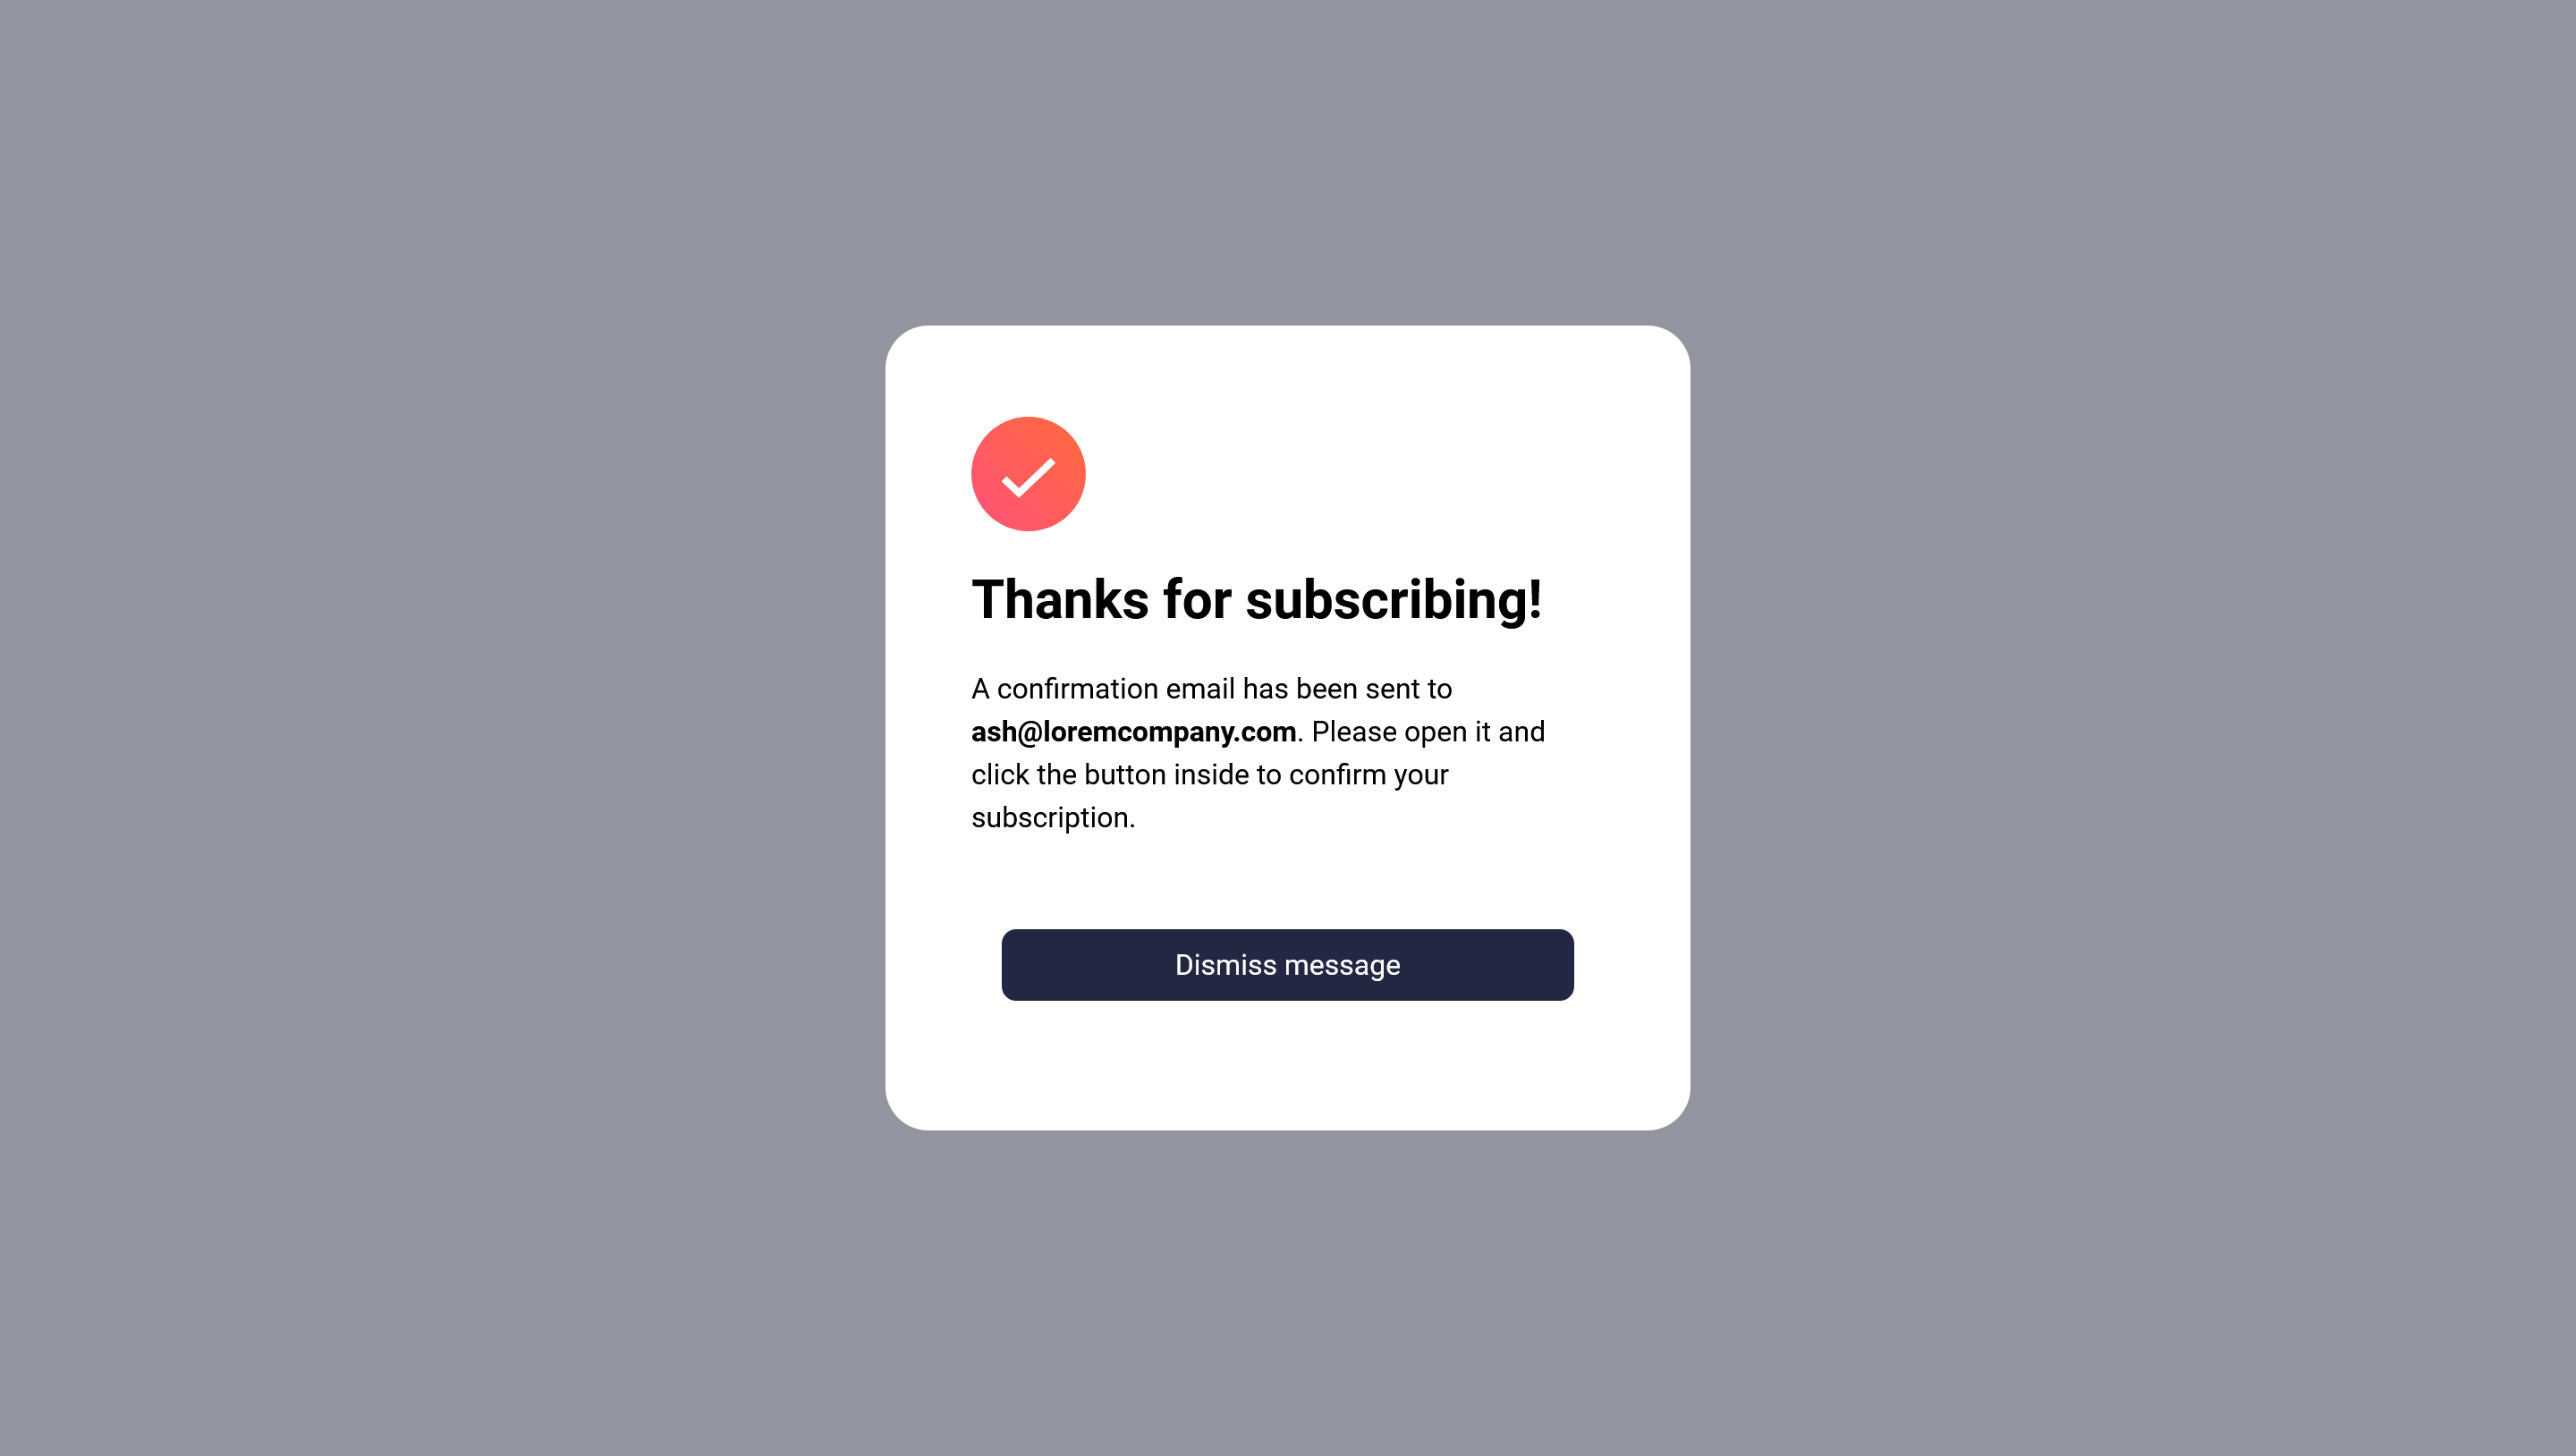 Thanks for subscribing!
A confirmation email has been sent to
ash@loremcompany.com. Please open it and
click the button inside to confirm your
subscription.
Dismiss message